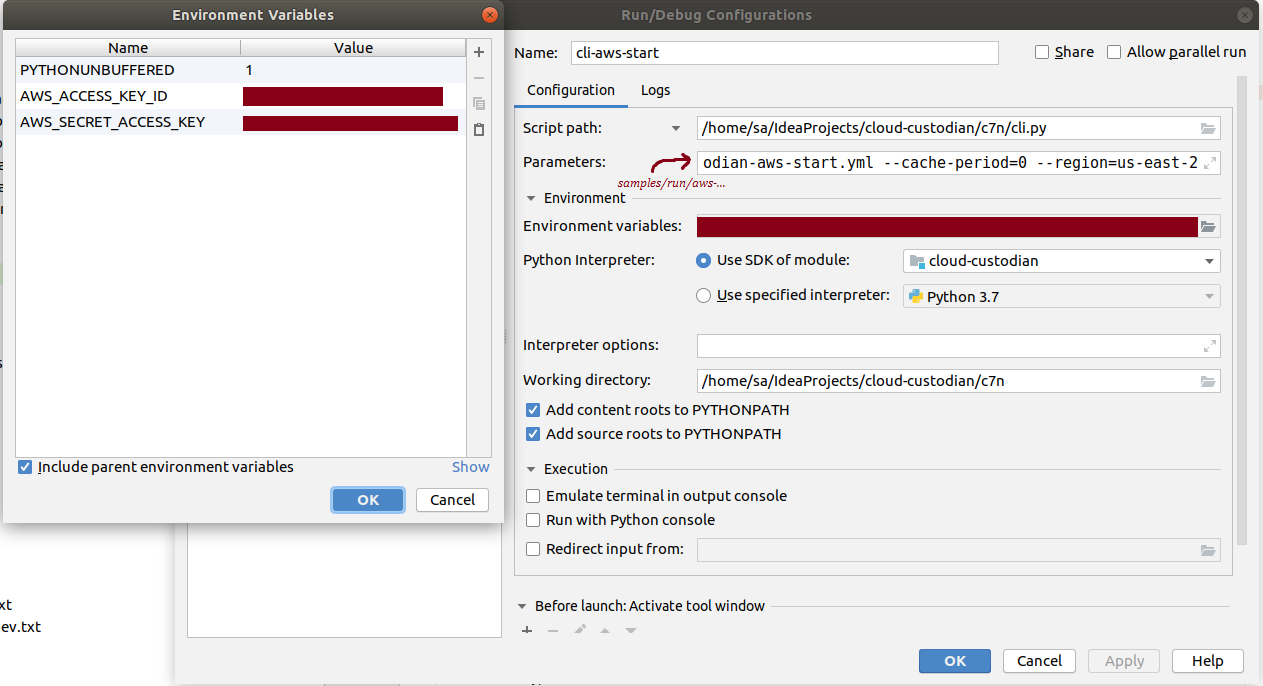 Environment Variables
Name Value
PYTHONUNBUFFERED 1
AWS_ACCESS_KEY_ID
AWS_SECRET_ACCESS_KEY
Include parent environment variables Show
OK Cancel
xt
ev.txt
Run/Debug Configurations
Name: cli-aws-start Share Allow parallel run
Configuration Logs
Script path: /home/sa/IdeaProjects/cloud-custodian/c7n/cli.py
Parameters: odian-aws-start.yml --cache-period=0 --region=us-east-2
samples/run/aws-...
Environment
Environment variables:
Python Interpreter: Use SDK of module: cloud-custodian
Use specified interpreter: Python 3.7
Interpreter options:
Working directory: /home/sa/IdeaProjects/cloud-custodian/c7n
Add content roots to PYTHONPATH
Add source roots to PYTHONPATH
Execution
Emulate terminal in output console
Run with Python console
Redirect input from:
Before launch: Activate tool window
OK Cancel Apply Help